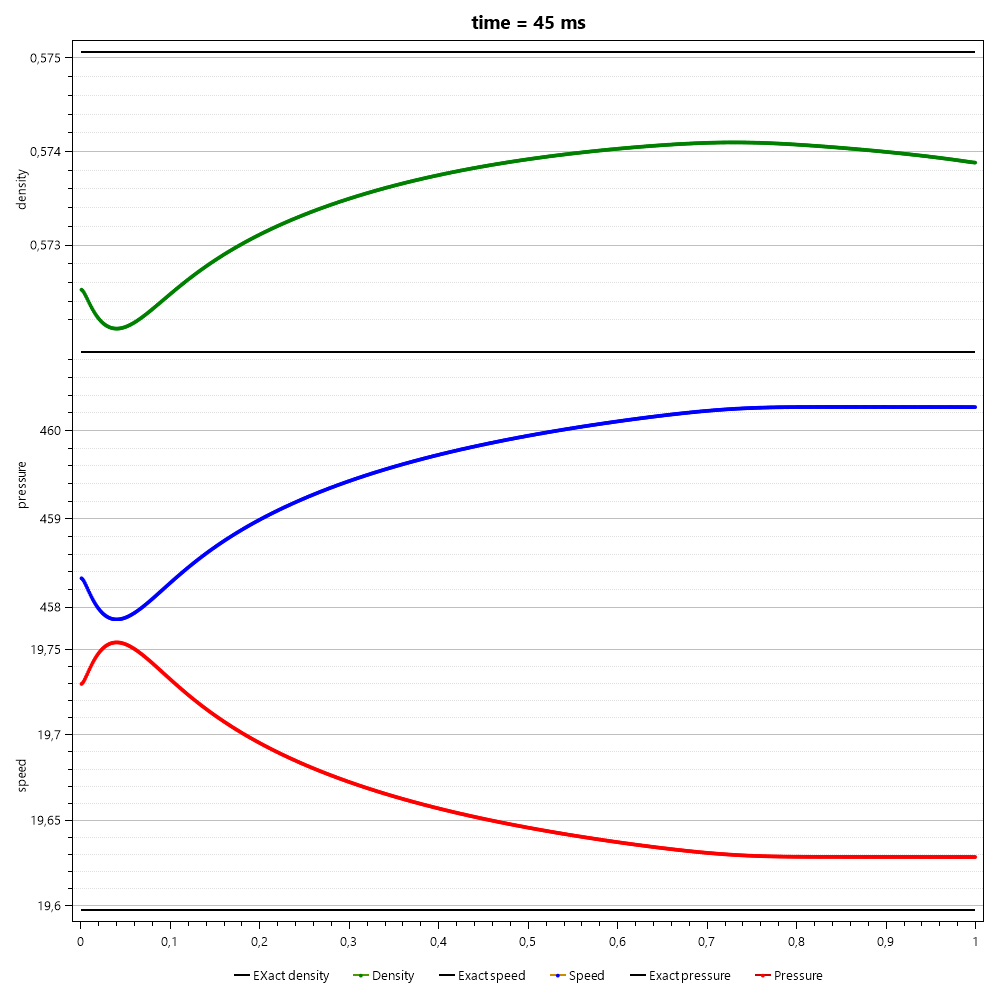 time = 45 ms
0,575
0,574
density
0,573
460
pressure
459
458
19,75
19,7
speed
19,65
19,6
0 0,1 0,2 0,3 0,4 0,5 0,6 0,7 0,8 0,9 1
EXact density Density Exact speed Speed Exact pressure Pressure